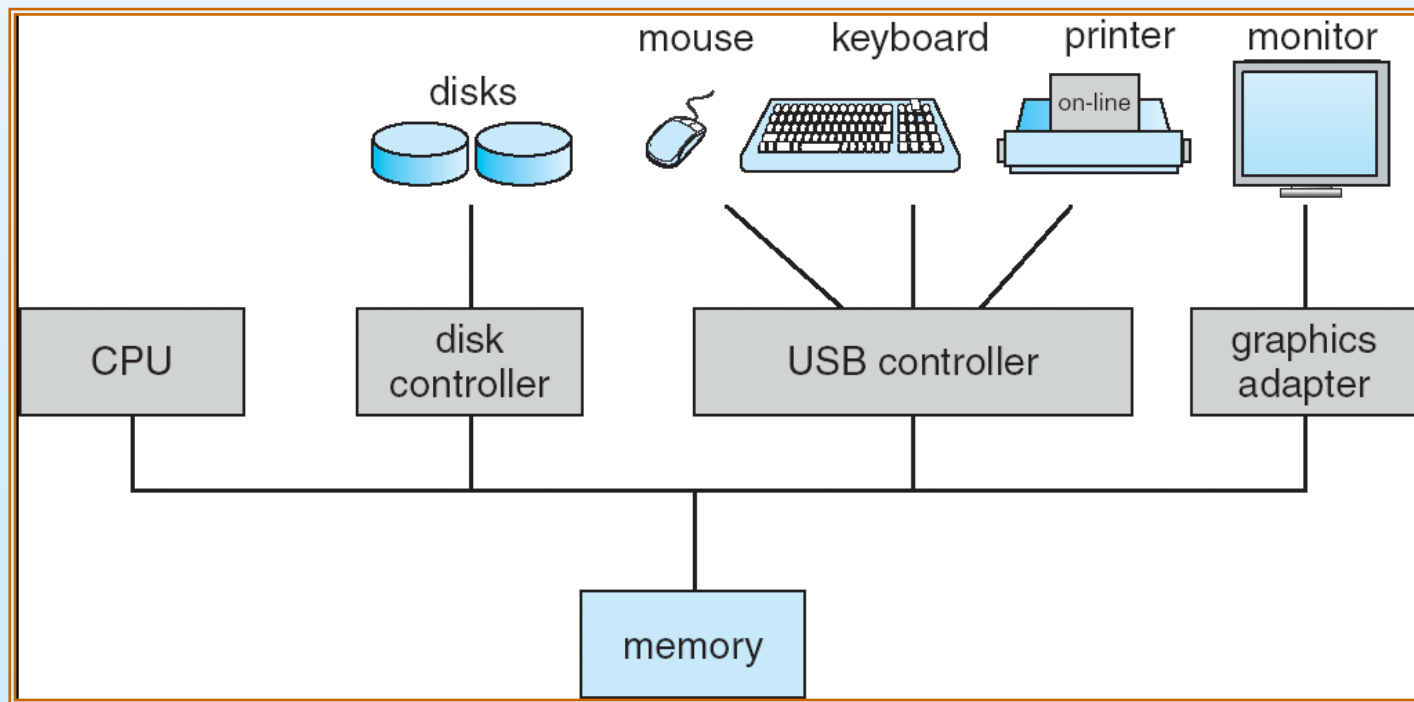 mouse keyboard printer monitor
disks
on-line
CPU
disk
controller
USB controller
graphics
adapter
memory